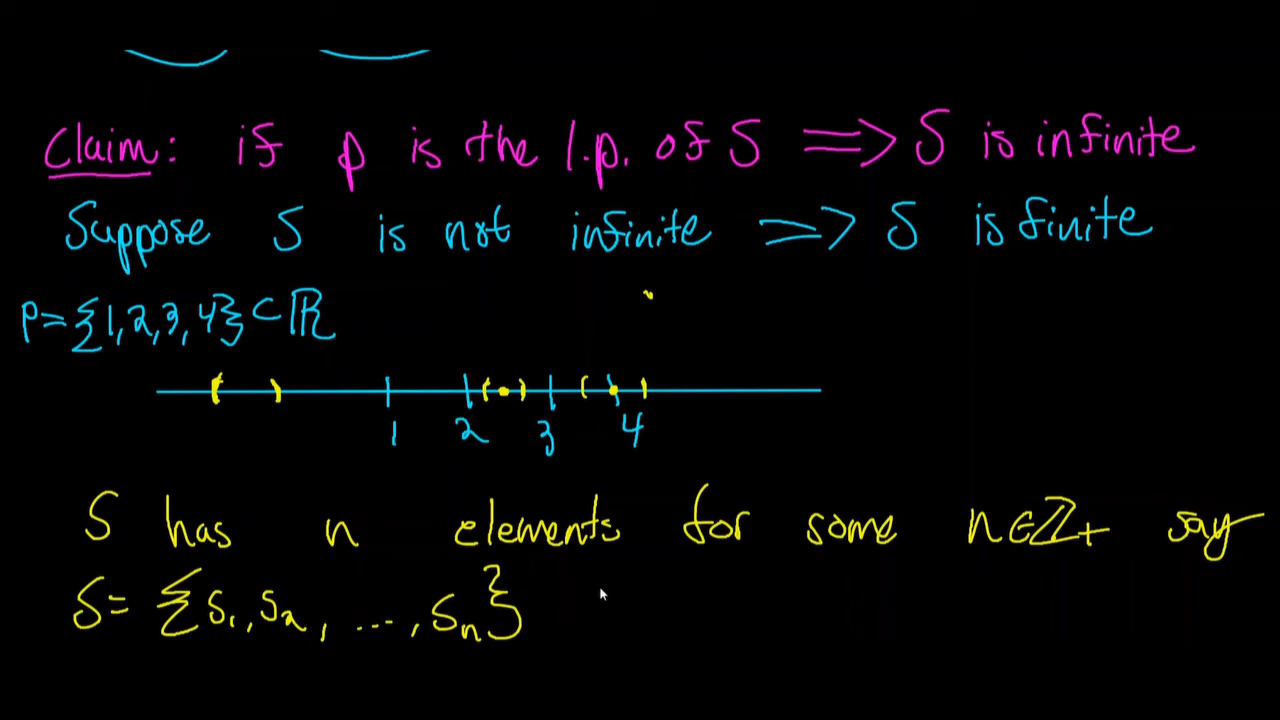 Claim: if p is the l.p. of S => S is infinite
Suppose S is not infinite => S is finite
P={1,2,3,4}⊂ℝ
1 2 3 4
S has n elements for some n∈ℤ+ say
S= {s₁,s₂, ...,sₙ}